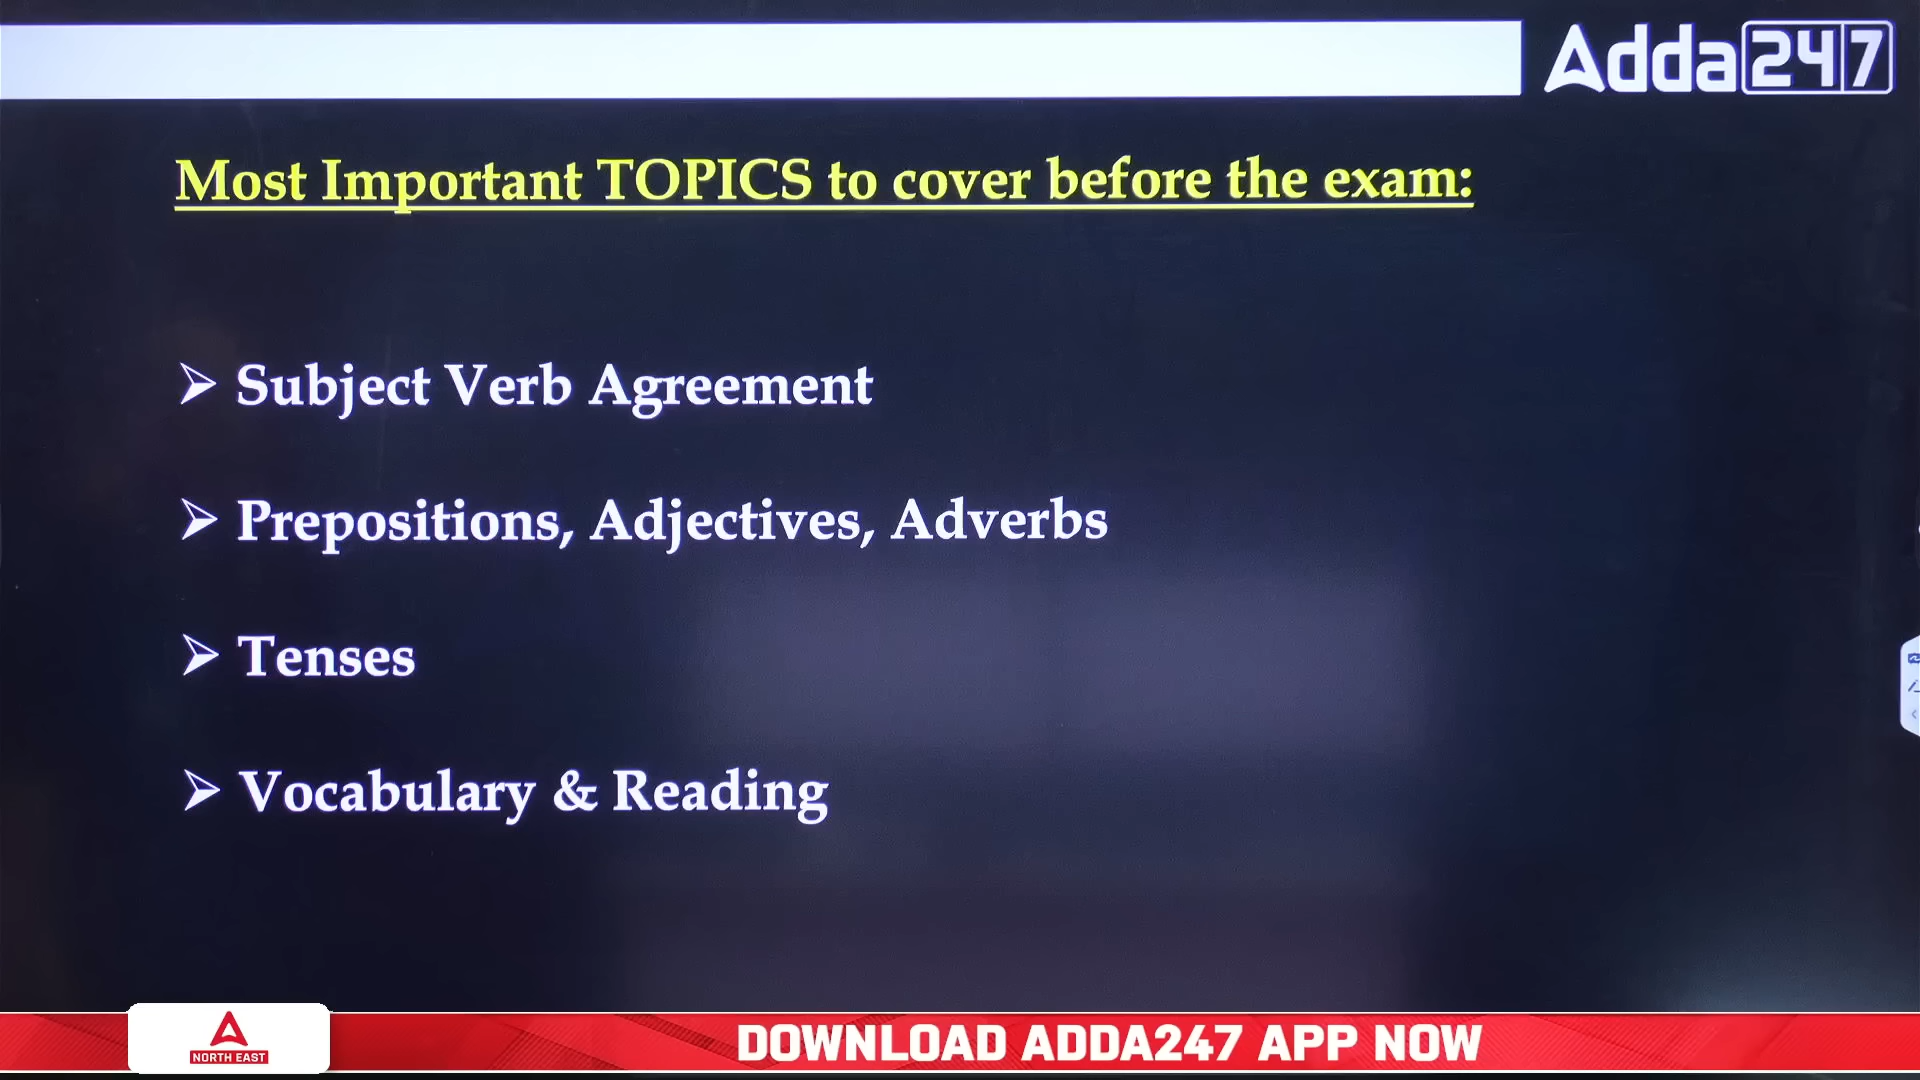 Adda247
Most Important TOPICS to cover before the exam:
Subject Verb Agreement
Prepositions, Adjectives, Adverbs
Tenses
Vocabulary & Reading
NORTH EAST
DOWNLOAD ADDA247 APP NOW